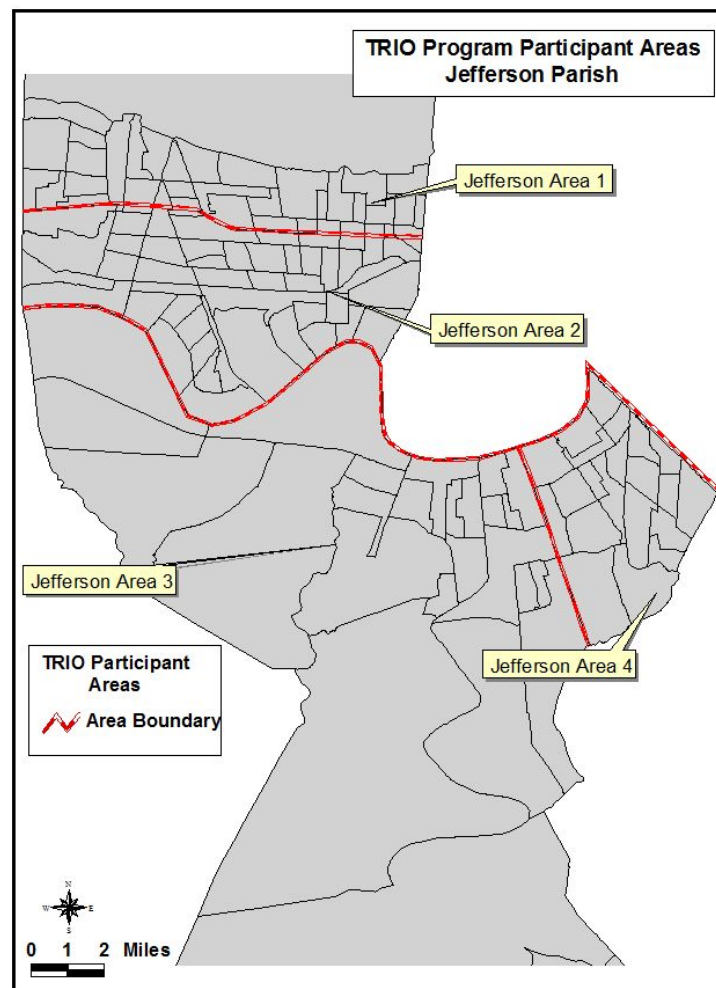 TRIO Program Participant Areas
Jefferson Parish
Jefferson Area 1
Jefferson Area 2
Jefferson Area 3
Jefferson Area 4
TRIO Participant
Areas
Area Boundary
N
W E
S
0 1 2 Miles